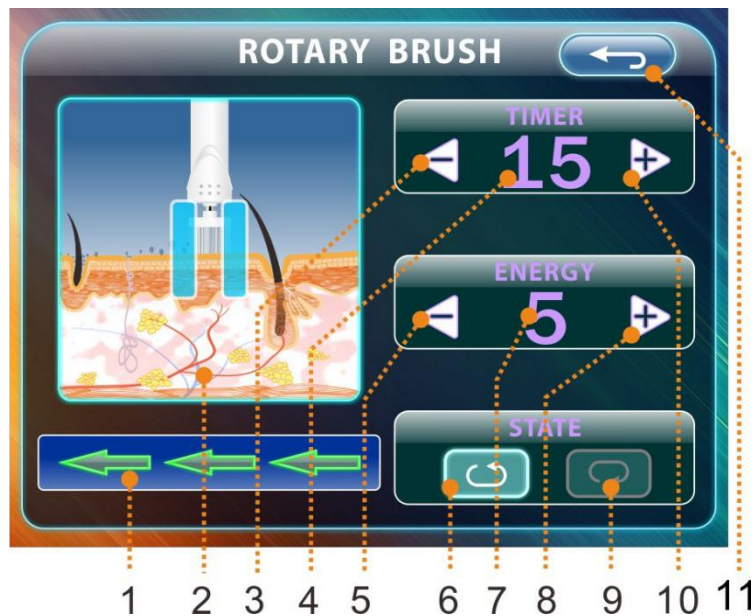 ROTARY BRUSH
TIMER
− 15 +
ENERGY
− 5 +
STATE
1 2 3 4 5 6 7 8 9 10 11